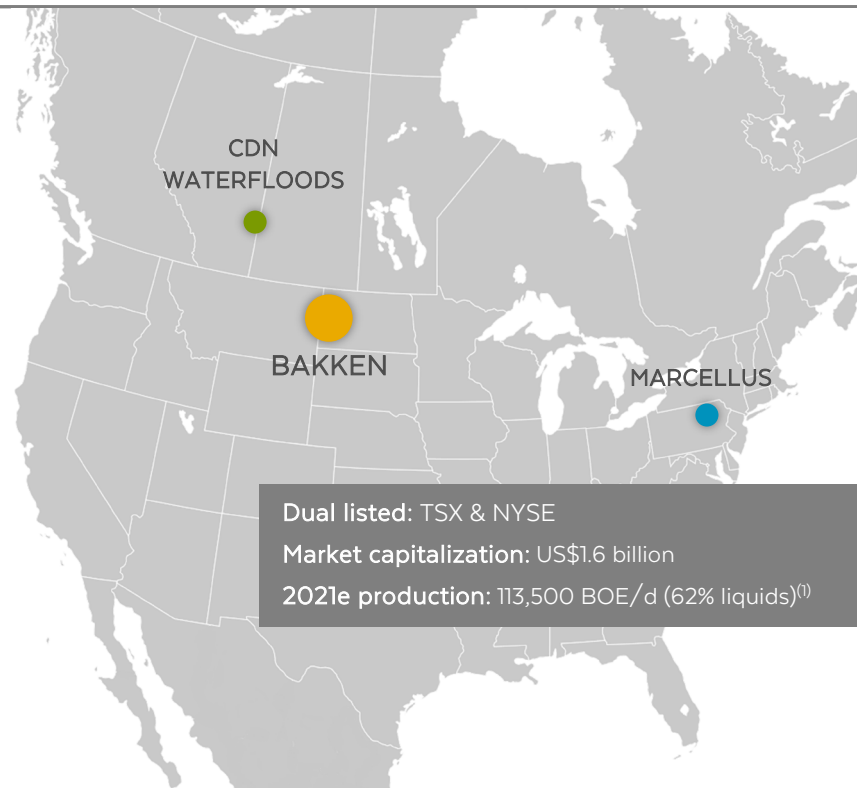 CDN
WATERFLOODS
BAKKEN
MARCELLUS
Dual listed: TSX & NYSE
Market capitalization: US$1.6 billion
2021e production: 113,500 BOE/d (62% liquids)(1)